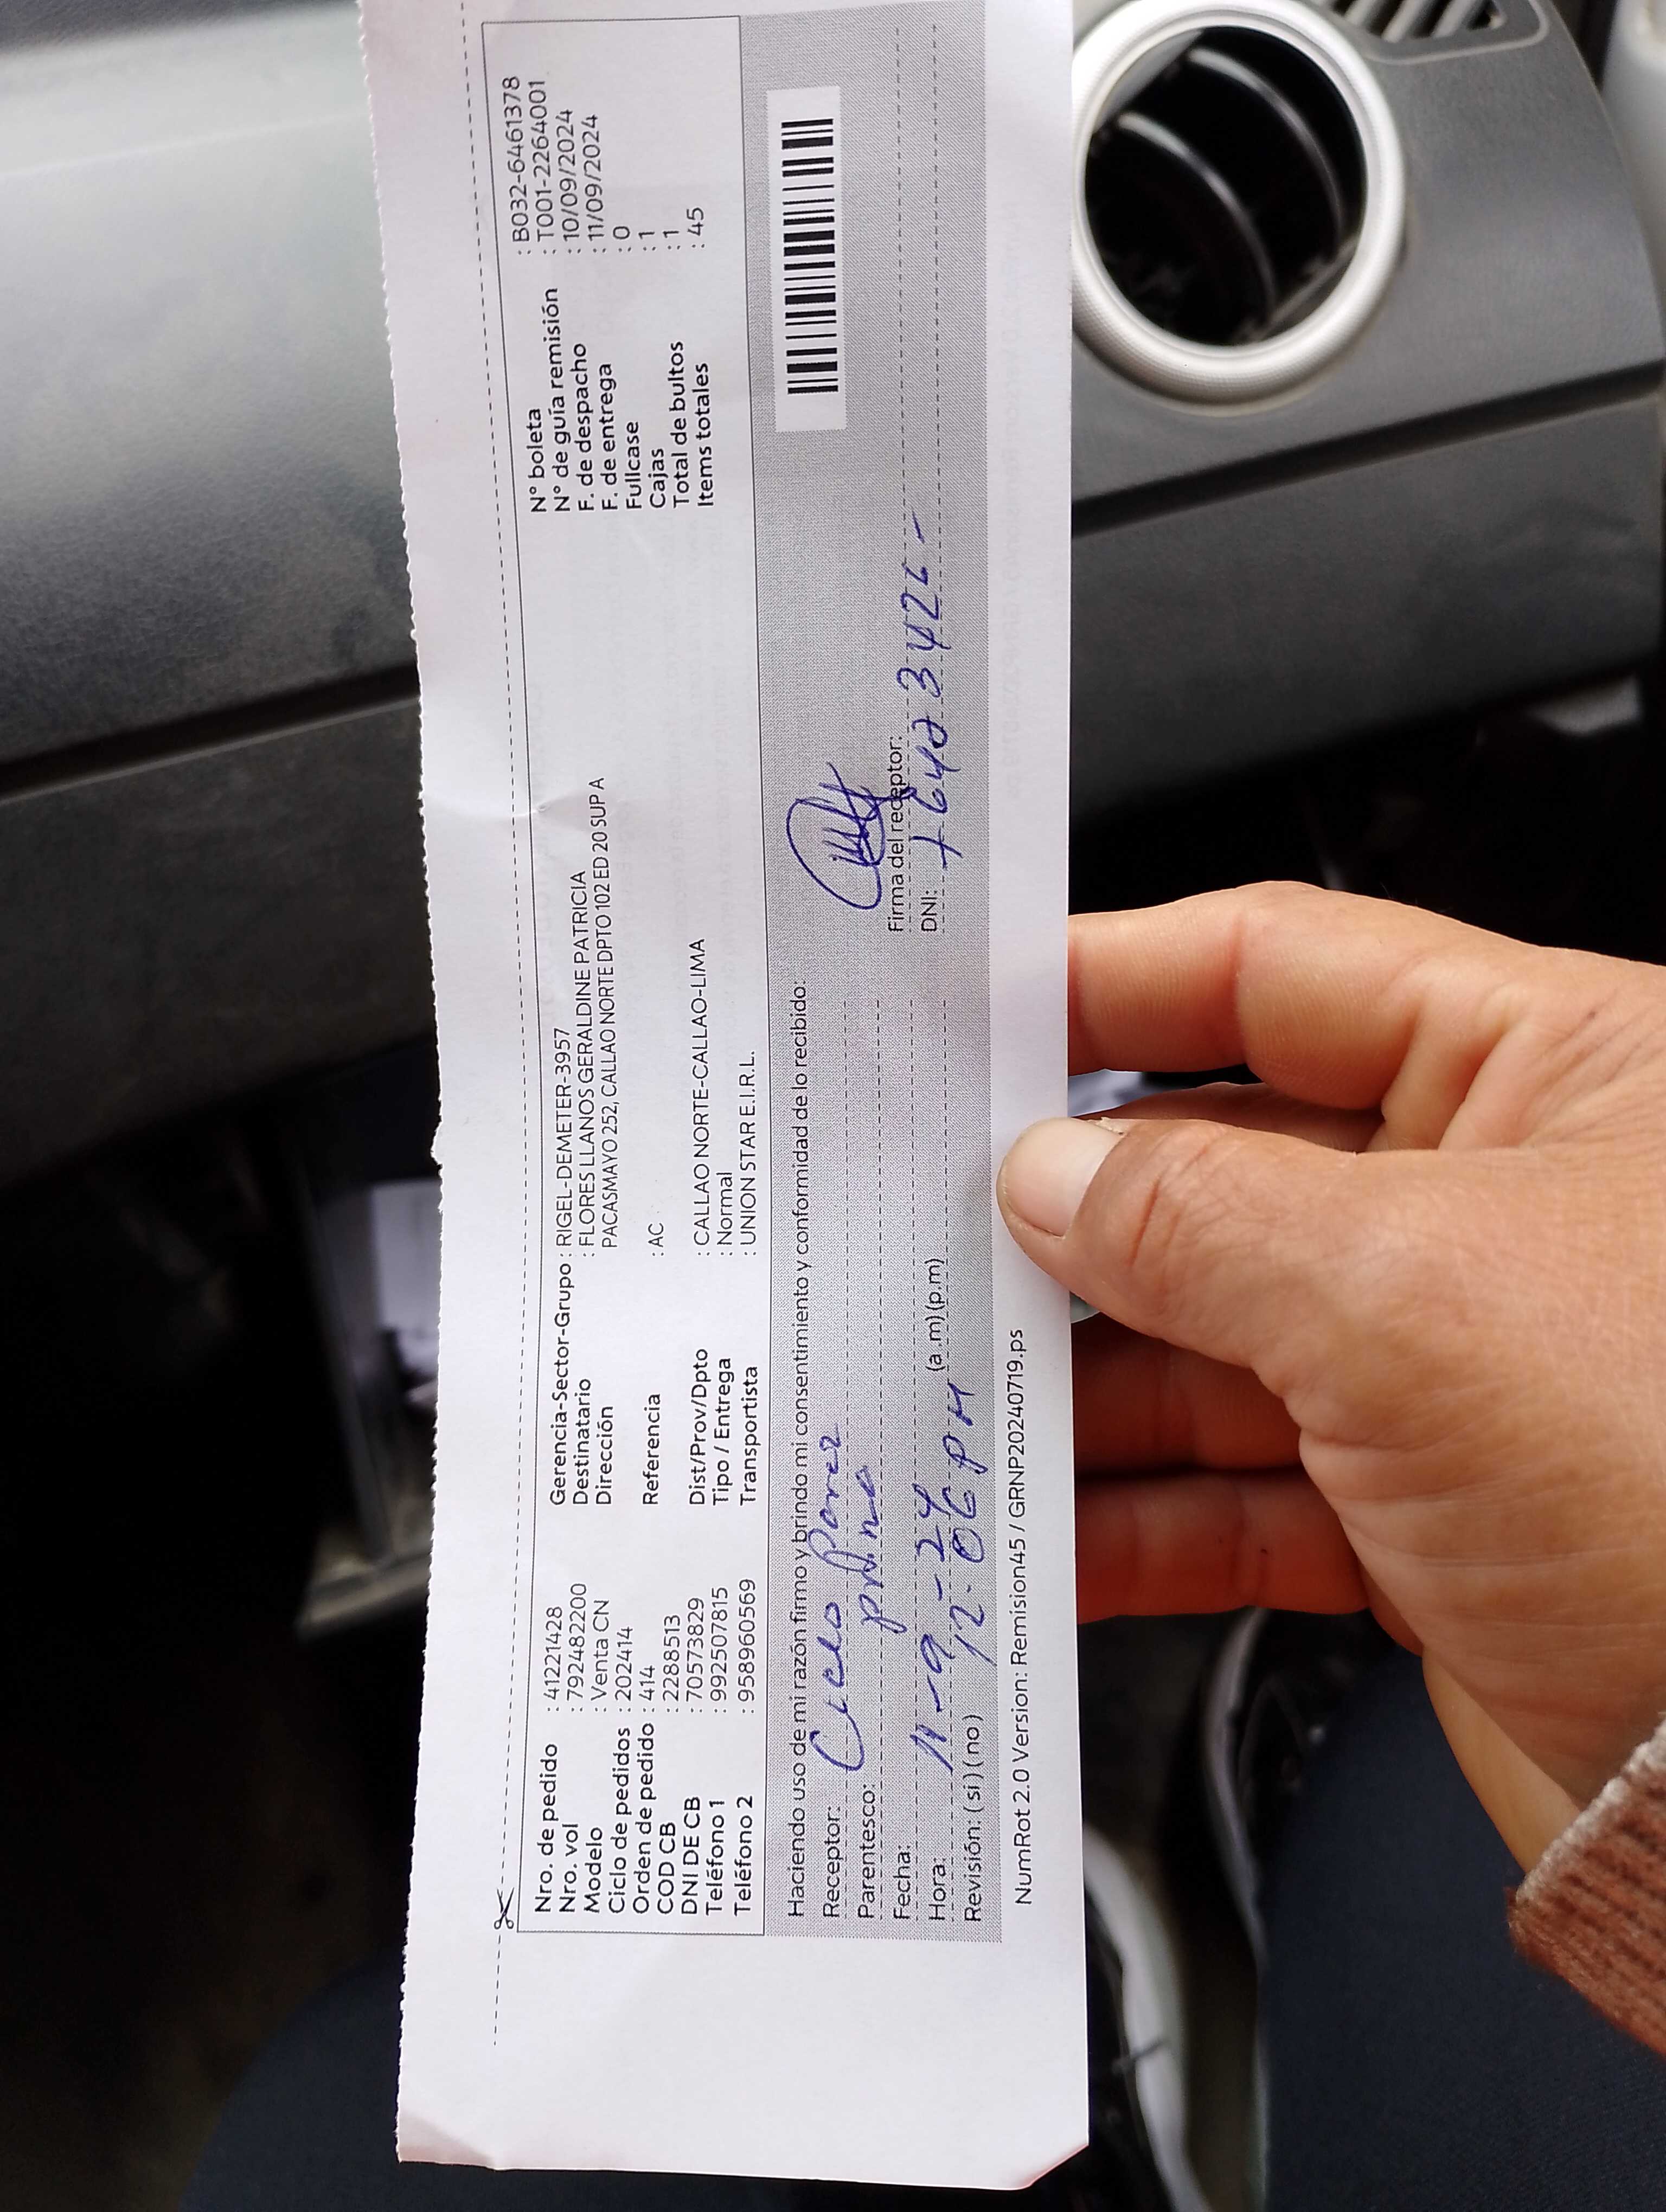 Nro. de pedido : 41221428
Nro. vol : 792482200
Modelo : Venta CN
Ciclo de pedidos : 202414
Orden de pedido : 414
COD CB : 2288513
DNI DE CB : 70573829
Teléfono 1 : 992507815
Teléfono 2 : 958960569
Gerencia-Sector-Grupo : RIGEL-DEMETER-3957
Destinatario : FLORES LLANOS GERALDINE PATRICIA
Dirección PACASMAYO 252, CALLAO NORTE DPTO 102 ED 20 SUP A
Referencia : AC
Dist/Prov/Dpto : CALLAO NORTE-CALLAO-LIMA
Tipo / Entrega : Normal
Transportista : UNION STAR E.I.R.L.
N° boleta : B032-6461378
N° de guía remisión : T001-2264001
F. de despacho : 10/09/2024
F. de entrega : 11/09/2024
Fullcase : 0
Cajas : 1
Total de bultos : 1
Items totales : 45
Haciendo uso de mi razón firmo y brindo mi consentimiento y conformidad de lo recibido:
Receptor:
Parentesco:
Fecha: 11-9-24
Hora: 12.06 PM (a.m) (p.m)
Revisión: (si) (no)
Firma del receptor:
DNI:
NumRot 2.0 Version: Remision45 / GRNP20240719.ps